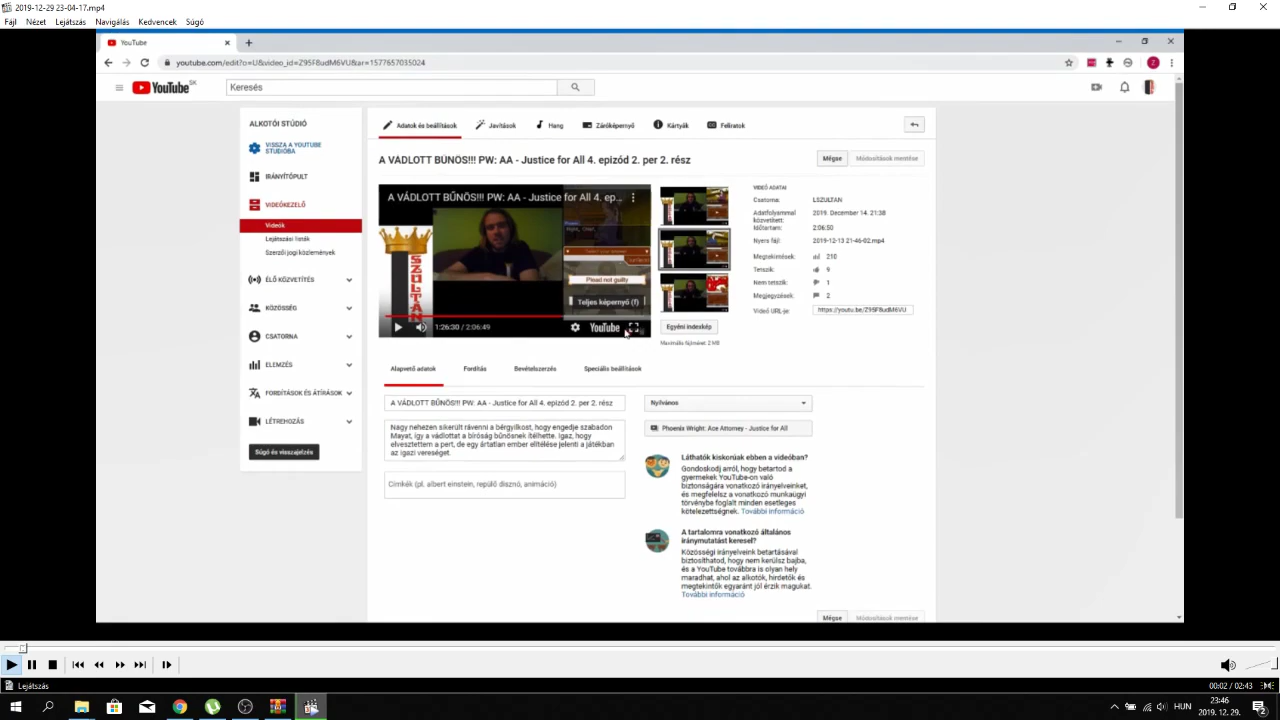 2019-12-29 23-04-17.mp4
Fájl Nézet Lejátszás Navigálás Kedvencek Súgó
YouTube
youtube.com/edit?o=U&video_id=Z95F8udM6VU&ar=1577657035024
Z
YouTube SK
Keresés
ALKOTÓI STÚDIÓ
VISSZA A YOUTUBE
STÚDIÓBA
IRÁNYÍTÓPULT
VIDEÓKEZELŐ
Videók
Lejátszási listák
Szerzői jogi közlemények
ÉLŐ KÖZVETÍTÉS
KÖZÖSSÉG
CSATORNA
ELEMZÉS
FORDÍTÁSOK ÉS ÁTÍRÁSOK
LÉTREHOZÁS
Súgó és visszajelzés
Adatok és beállítások Javítások Hang Záróképernyő Kártyák Feliratok
A VÁDLOTT BŰNÖS!!! PW: AA - Justice for All 4. epizód 2. per 2. rész
Mégse Módosítások mentése
A VÁDLOTT BŰNÖS!!! PW: AA - Justice for All 4. ep...
SZULTÁN
Plead not guilty
Teljes képernyő (f)
1:26:30 / 2:06:49
YouTube
Egyéni indexkép
Maximális fájlméret: 2 MB
VIDEÓ ADATAI
Csatorna: LSZULTAN
Adatfolyammal
közvetített: 2019. December 14. 21:38
Időtartam: 2:06:50
Nyers fájl: 2019-12-13 21-46-02.mp4
Megtekintések: 210
Tetszik: 9
Nem tetszik: 1
Megjegyzések: 2
Videó URL-je: https://youtu.be/Z95F8udM6VU
Alapvető adatok Fordítás Bevételszerzés Speciális beállítások
A VÁDLOTT BŰNÖS!!! PW: AA - Justice for All 4. epizód 2. per 2. rész
Nagy nehezen sikerült rávenni a bérgyilkost, hogy engedje szabadon
Mayat, így a vádlottat a bíróság bűnösnek ítélhette. Igaz, hogy
elvesztettem a pert, de egy ártatlan ember elítélése jelenti a játékban
az igazi vereséget.
Címkék (pl. albert einstein, repülő disznó, animáció)
Nyilvános
Phoenix Wright: Ace Attorney - Justice for All
Láthatók kiskorúak ebben a videóban?
Gondoskodj arról, hogy betartod a
gyermekek YouTube-on való
biztonságára vonatkozó irányelveinket,
és megfelelsz a vonatkozó munkaügyi
törvénybe foglalt minden esetleges
kötelezettségnek. További információ
A tartalomra vonatkozó általános
iránymutatást keresel?
Közösségi irányelveink betartásával
biztosíthatod, hogy nem kerülsz bajba,
és a YouTube továbbra is olyan hely
maradhat, ahol az alkotók, hirdetők és
megtekintők egyaránt jól érzik magukat.
További információ
Mégse Módosítások mentése
Lejátszás
00:02 / 02:43
HUN
23:46
2019. 12. 29.
2